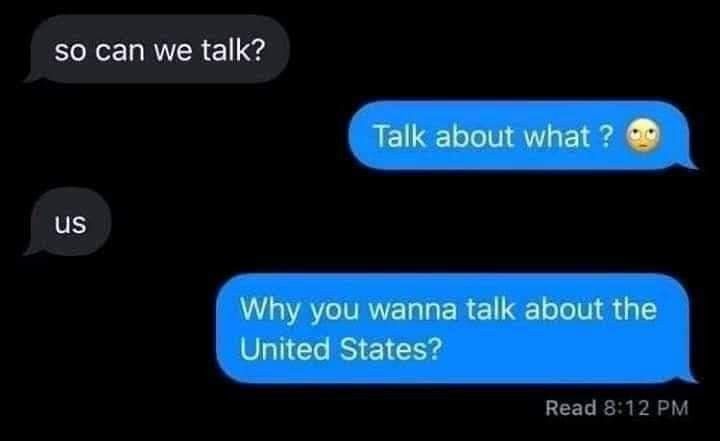 so can we talk?
Talk about what ? 🙄
us
Why you wanna talk about the
United States?
Read 8:12 PM